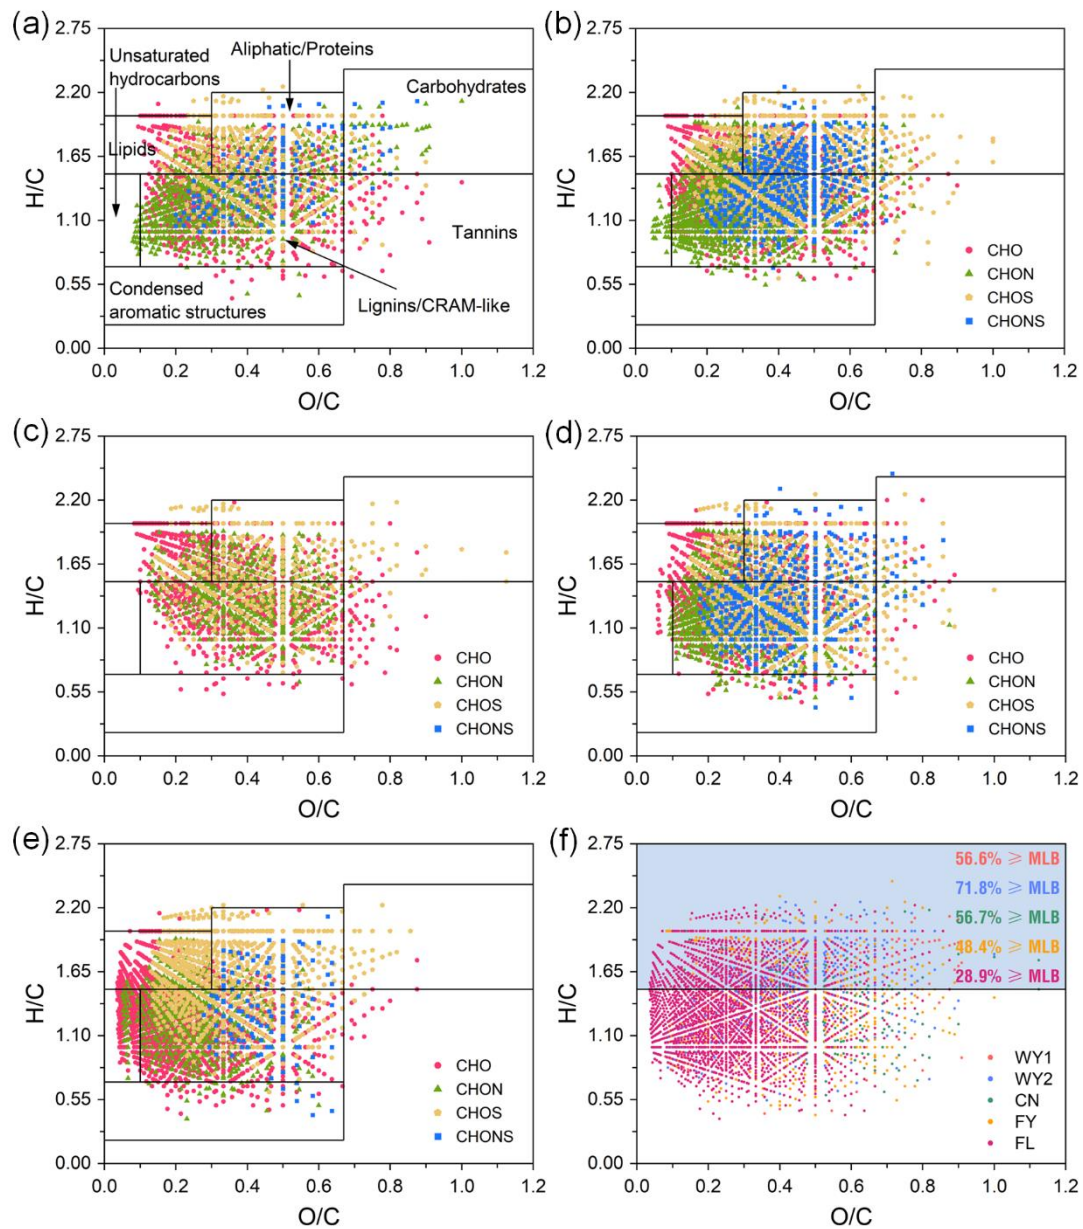 (a)
2.75
2.20
1.65
1.10
0.55
0.00
H/C
Unsaturated
hydrocarbons
Aliphatic/Proteins
Carbohydrates
Lipids
Tannins
Condensed
aromatic structures
Lignins/CRAM-like
0.0 0.2 0.4 0.6 0.8 1.0 1.2
O/C
(b)
2.75
2.20
1.65
1.10
0.55
0.00
H/C
CHO
CHON
CHOS
CHONS
0.0 0.2 0.4 0.6 0.8 1.0 1.2
O/C
(c)
2.75
2.20
1.65
1.10
0.55
0.00
H/C
CHO
CHON
CHOS
CHONS
0.0 0.2 0.4 0.6 0.8 1.0 1.2
O/C
(d)
2.75
2.20
1.65
1.10
0.55
0.00
H/C
CHO
CHON
CHOS
CHONS
0.0 0.2 0.4 0.6 0.8 1.0 1.2
O/C
(e)
2.75
2.20
1.65
1.10
0.55
0.00
H/C
CHO
CHON
CHOS
CHONS
0.0 0.2 0.4 0.6 0.8 1.0 1.2
O/C
(f)
2.75
2.20
1.65
1.10
0.55
0.00
H/C
56.6% ≥ MLB
71.8% ≥ MLB
56.7% ≥ MLB
48.4% ≥ MLB
28.9% ≥ MLB
WY1
WY2
CN
FY
FL
0.0 0.2 0.4 0.6 0.8 1.0 1.2
O/C